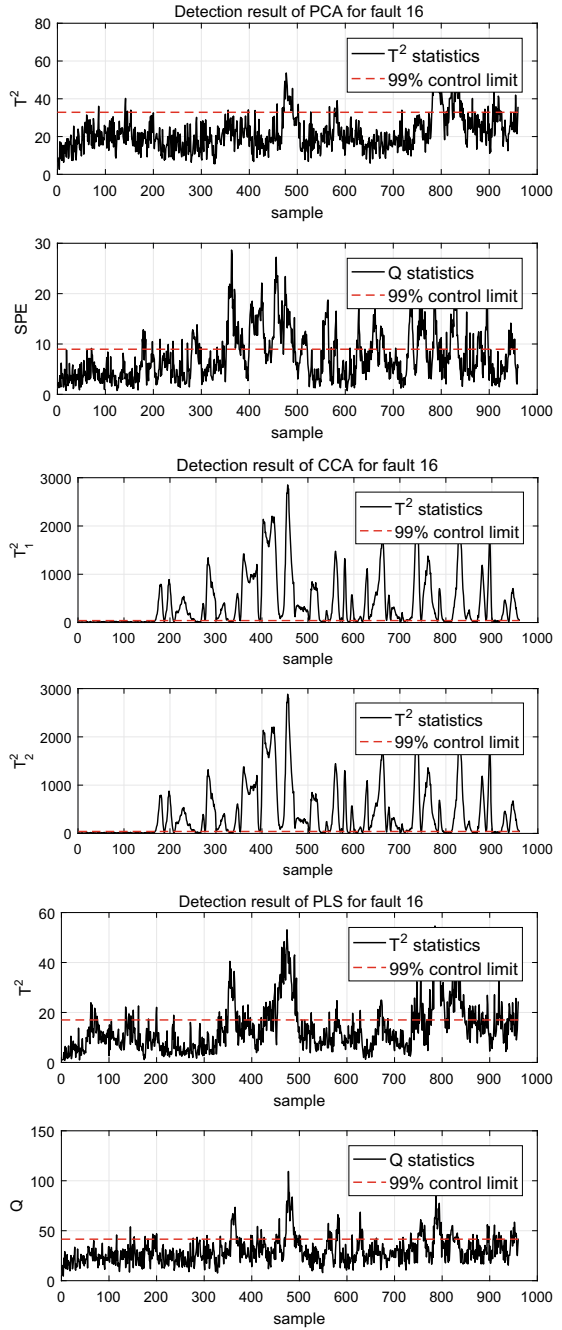 Detection result of PCA for fault 16
80
60
40
20
0
T²
T² statistics
99% control limit
0 100 200 300 400 500 600 700 800 900 1000
sample
30
20
10
0
SPE
Q statistics
99% control limit
0 100 200 300 400 500 600 700 800 900 1000
sample
Detection result of CCA for fault 16
3000
2000
1000
0
T₁²
T² statistics
99% control limit
0 100 200 300 400 500 600 700 800 900 1000
sample
3000
2000
1000
0
T₂²
T² statistics
99% control limit
0 100 200 300 400 500 600 700 800 900 1000
sample
Detection result of PLS for fault 16
60
40
20
0
T²
T² statistics
99% control limit
0 100 200 300 400 500 600 700 800 900 1000
sample
150
100
50
0
Q
Q statistics
99% control limit
0 100 200 300 400 500 600 700 800 900 1000
sample